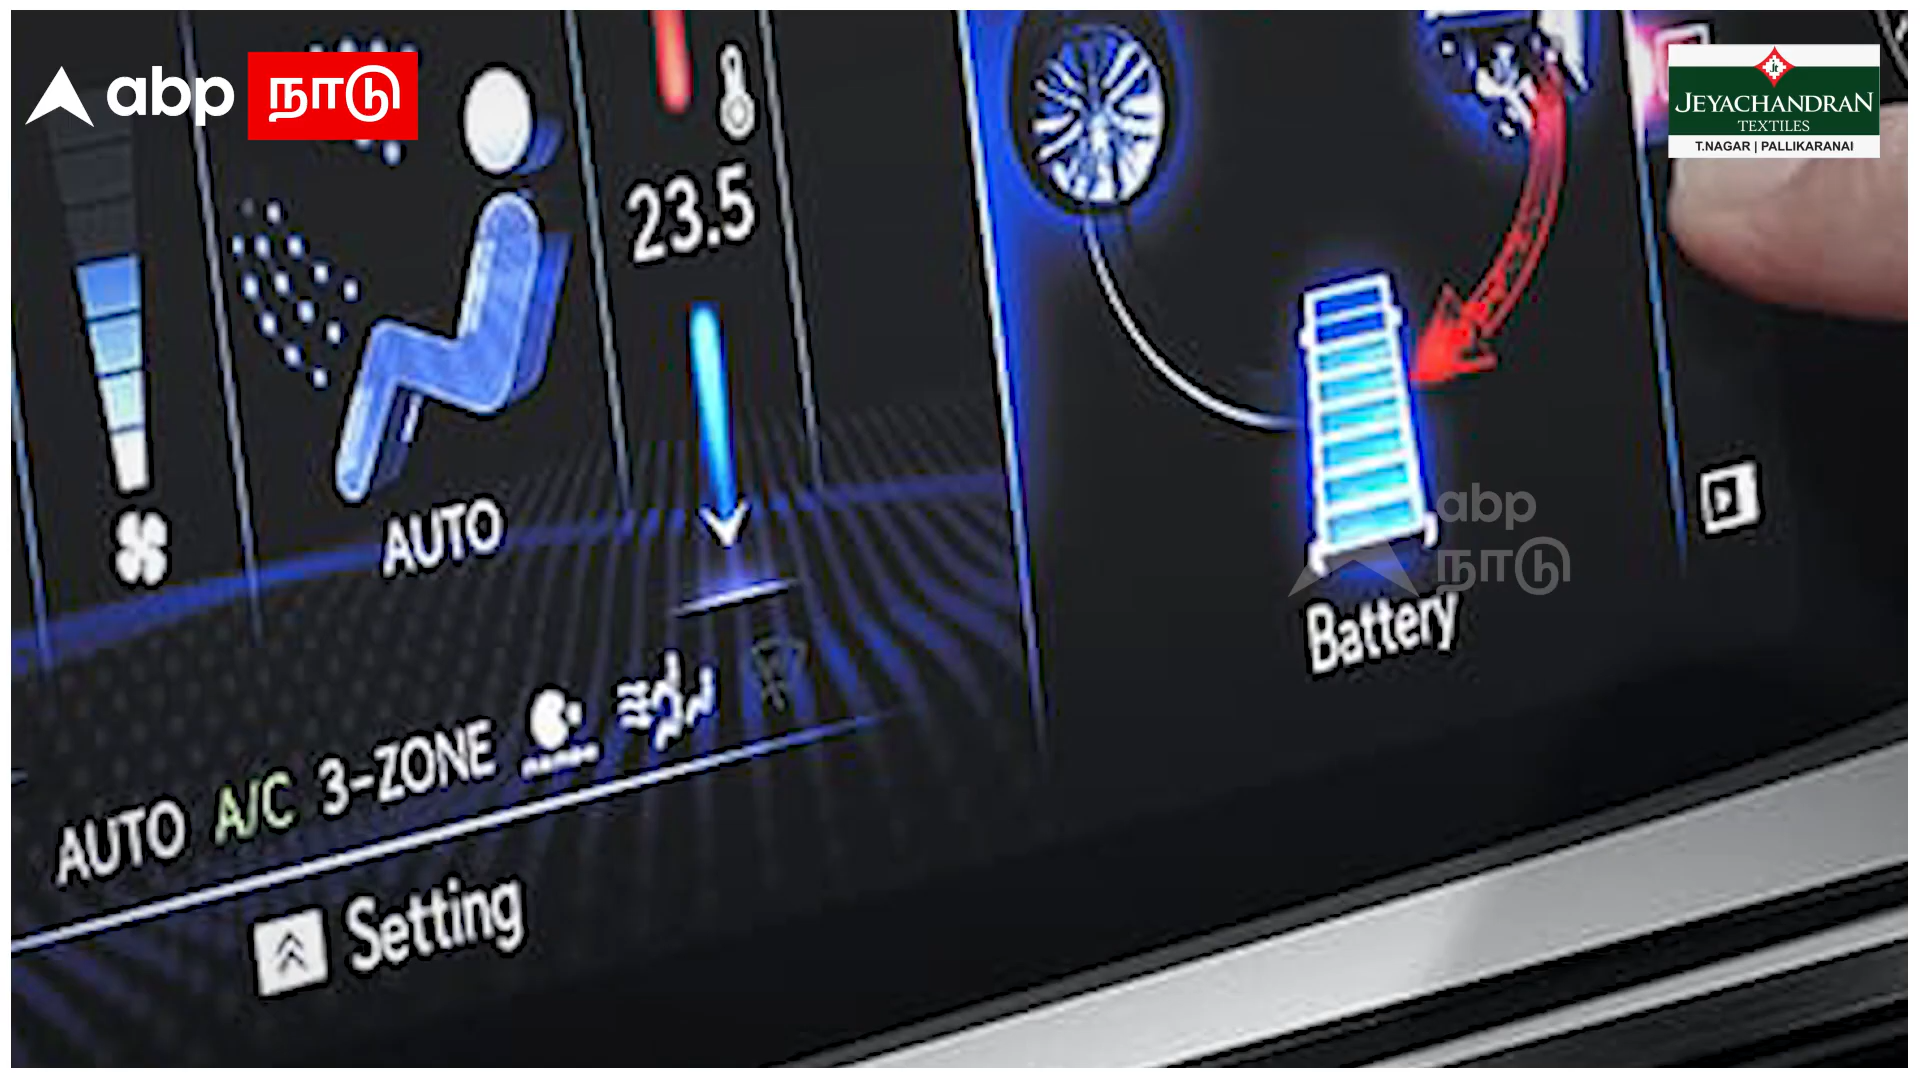 abp நாடு
JEYACHANDRAN
TEXTILES
T.NAGAR | PALLIKARANAI
23.5
AUTO
abp
நாடு
Battery
AUTO A/C 3-ZONE
Setting